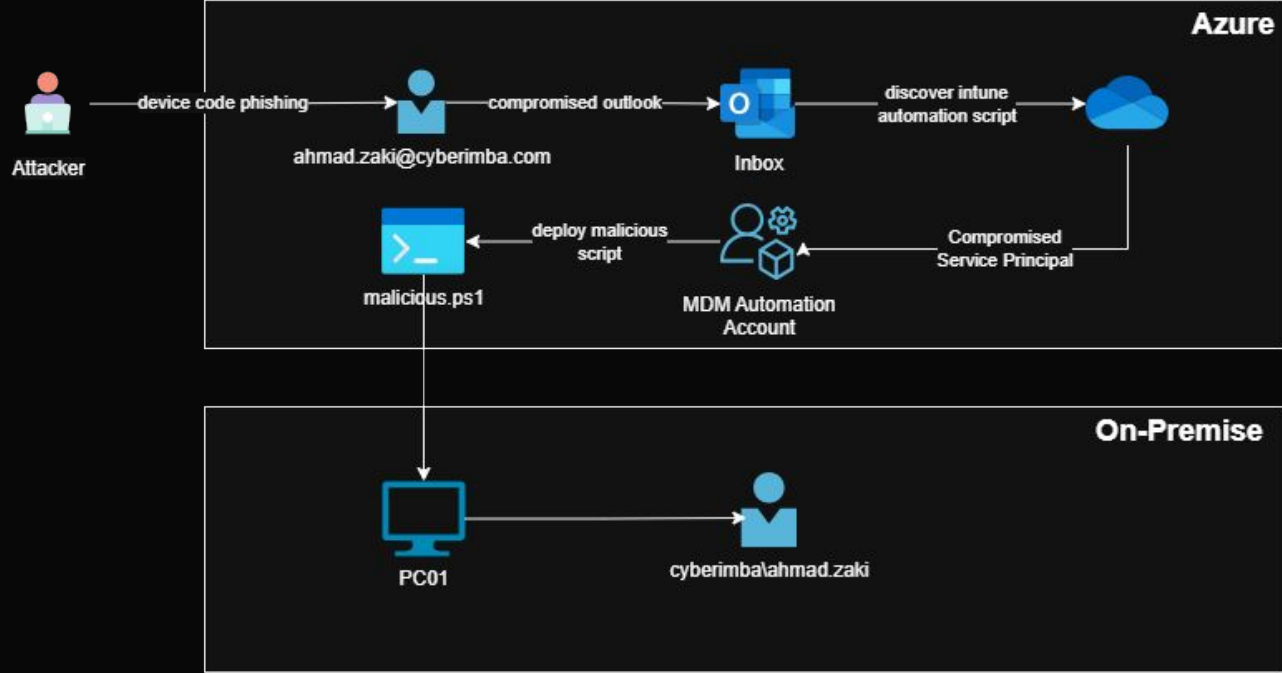 Azure
device code phishing
compromised outlook
discover intune
automation script
Attacker
ahmad.zaki@cyberimba.com
Inbox
deploy malicious
script
Compromised
Service Principal
malicious.ps1
MDM Automation
Account
On-Premise
PC01
cyberimba\ahmad.zaki